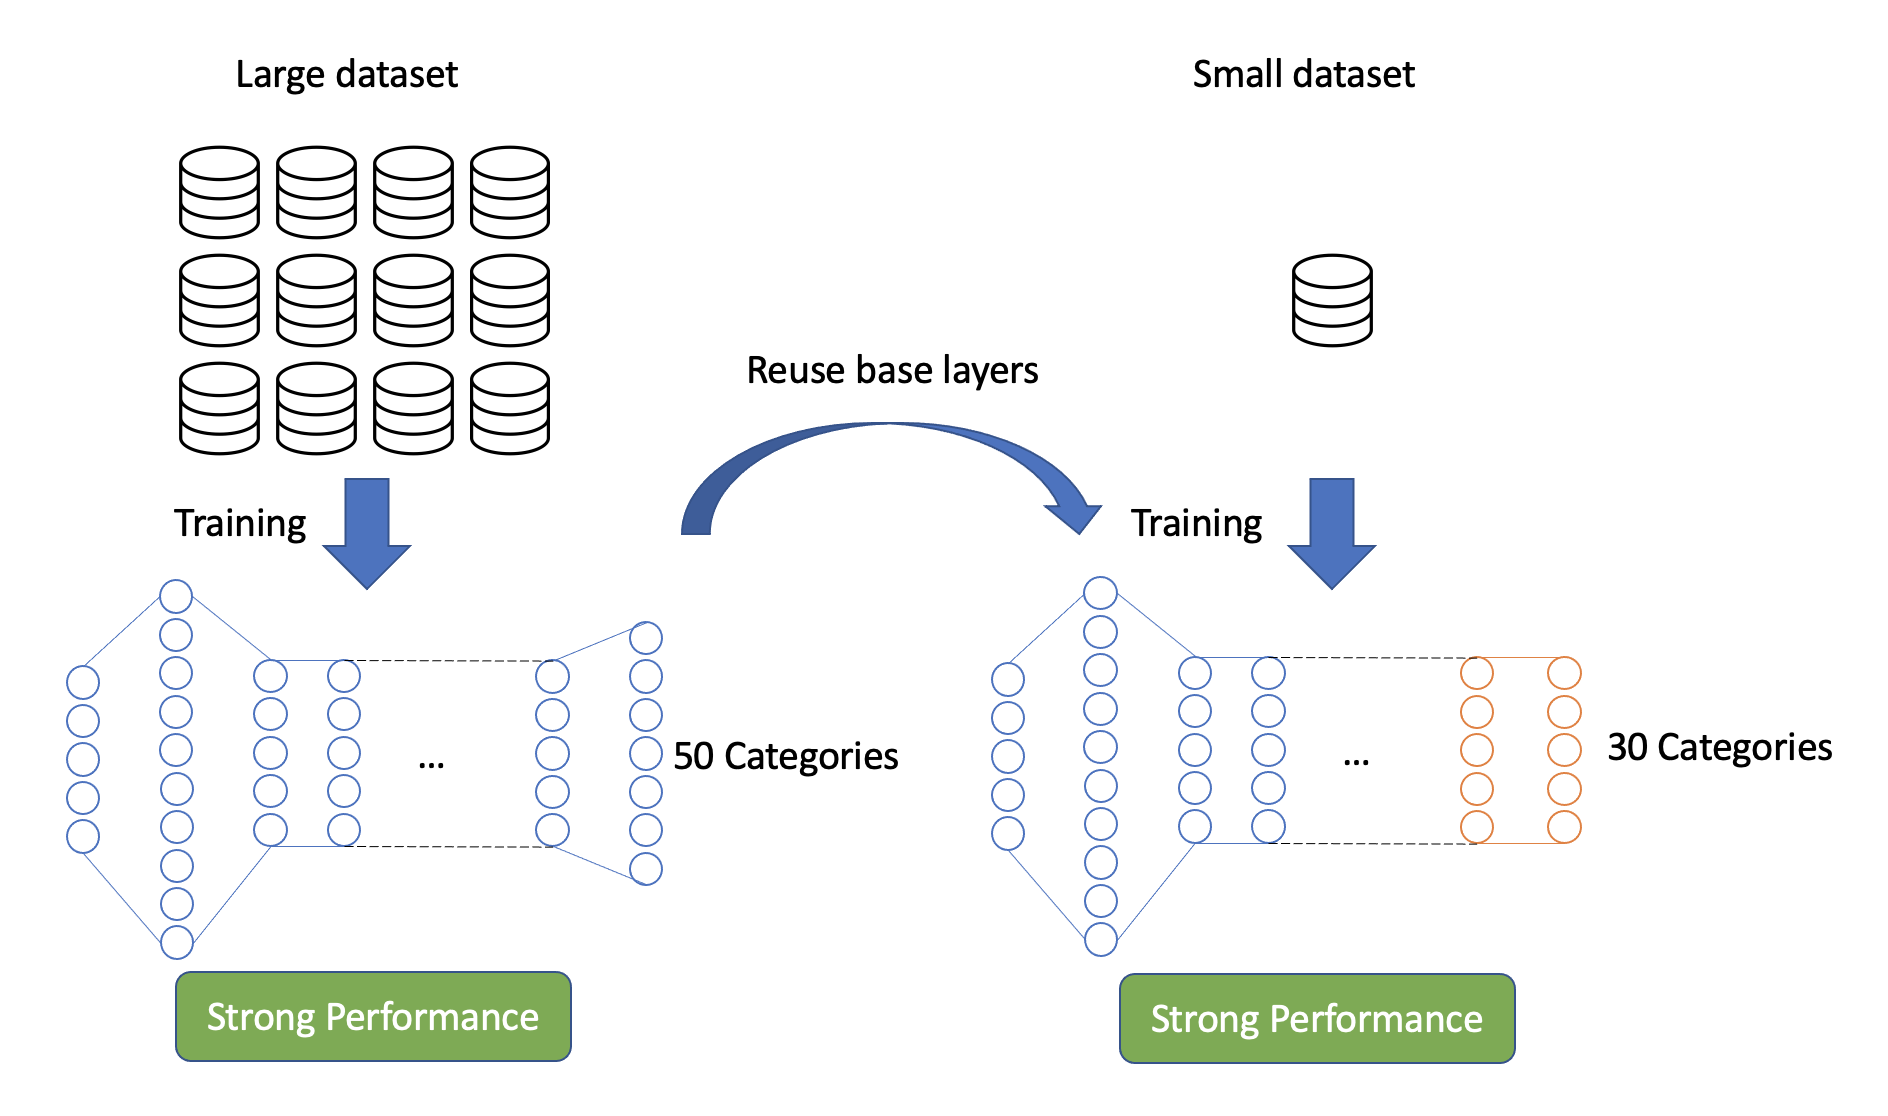 Large dataset
Small dataset
Reuse base layers
Training
Training
...
50 Categories
...
30 Categories
Strong Performance
Strong Performance